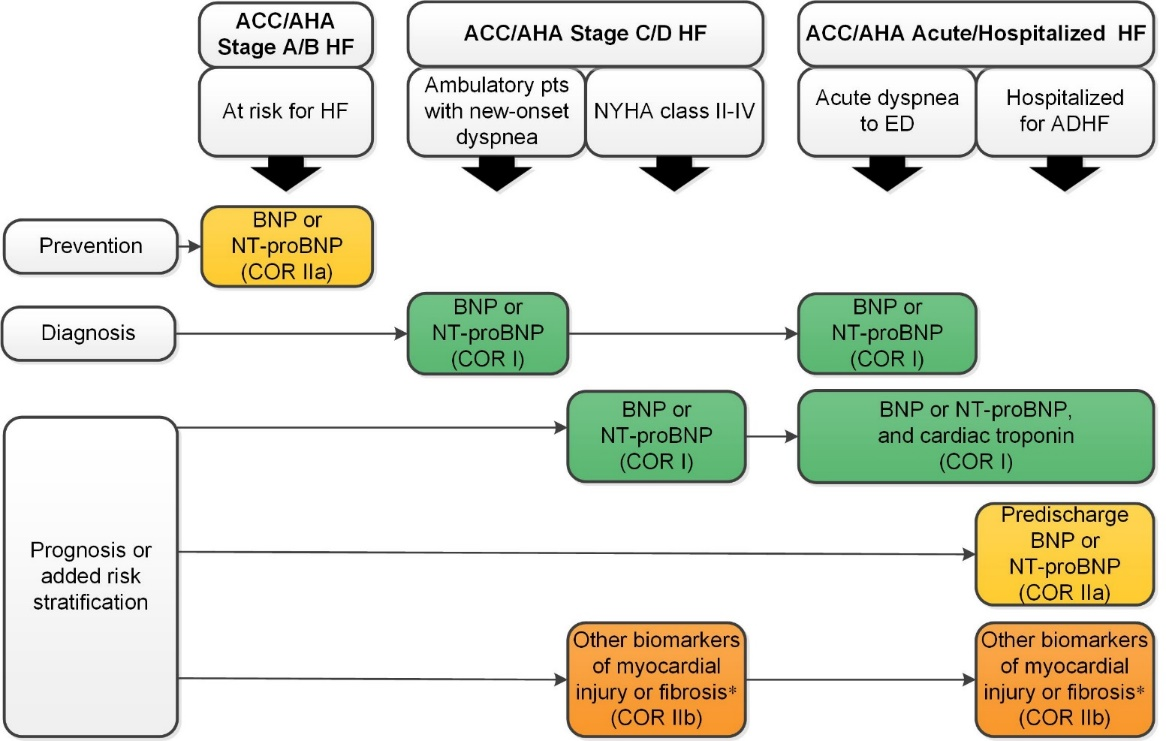 ACC/AHA
Stage A/B HF
ACC/AHA Stage C/D HF
ACC/AHA Acute/Hospitalized HF
At risk for HF
Ambulatory pts
with new-onset
dyspnea
NYHA class II-IV
Acute dyspnea
to ED
Hospitalized
for ADHF
Prevention
BNP or
NT-proBNP
(COR IIa)
Diagnosis
BNP or
NT-proBNP
(COR I)
BNP or
NT-proBNP
(COR I)
Prognosis or
added risk
stratification
BNP or
NT-proBNP
(COR I)
BNP or NT-proBNP,
and cardiac troponin
(COR I)
Predischarge
BNP or
NT-proBNP
(COR IIa)
Other biomarkers
of myocardial
injury or fibrosis*
(COR IIb)
Other biomarkers
of myocardial
injury or fibrosis*
(COR IIb)